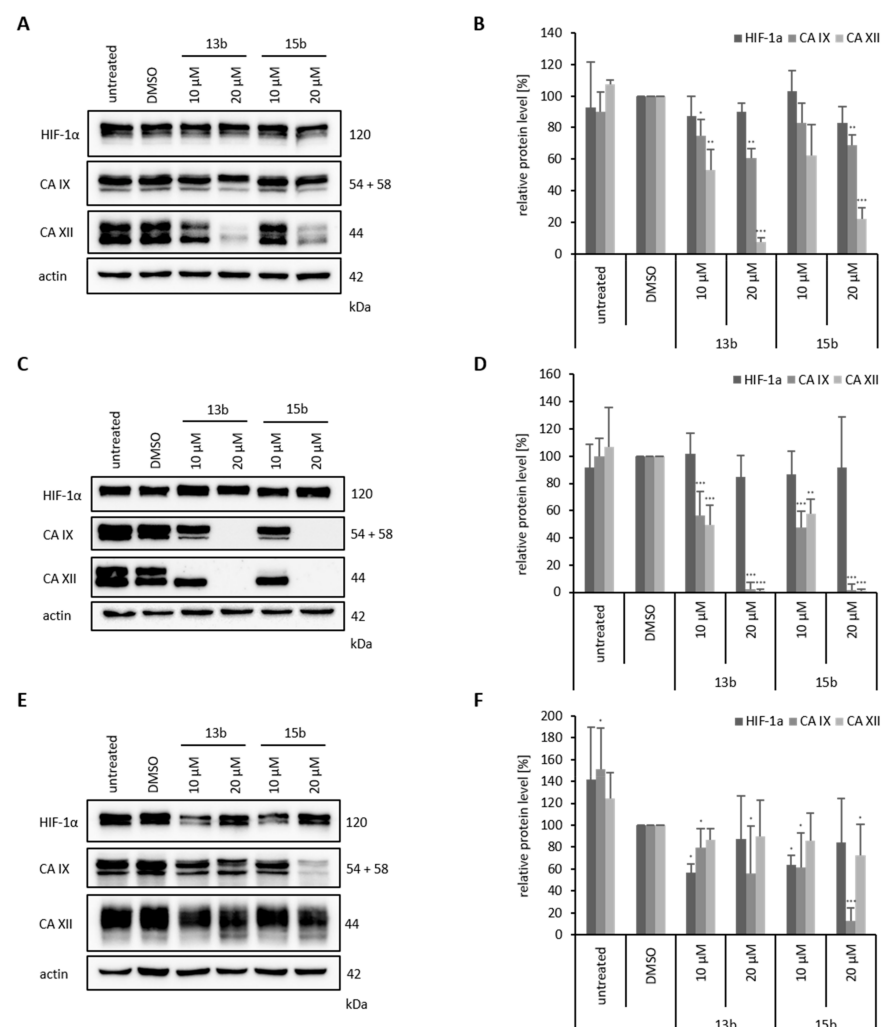 A
13b 15b
untreated DMSO 10 µM 20 µM 10 µM 20 µM
HIF-1α 120
CA IX 54 + 58
CA XII 44
actin 42
kDa
B
HIF-1a CA IX CA XII
relative protein level [%]
140
120
100
80
60
40
20
0
* ** ** *** ** ***
untreated DMSO 10 µM 20 µM 10 µM 20 µM
13b 15b
C
13b 15b
untreated DMSO 10 µM 20 µM 10 µM 20 µM
HIF-1α 120
CA IX 54 + 58
CA XII 44
actin 42
kDa
D
HIF-1a CA IX CA XII
relative protein level [%]
160
140
120
100
80
60
40
20
0
*** *** *** *** *** ** *** ***
untreated DMSO 10 µM 20 µM 10 µM 20 µM
13b 15b
E
13b 15b
untreated DMSO 10 µM 20 µM 10 µM 20 µM
HIF-1α 120
CA IX 54 + 58
CA XII 44
actin 42
kDa
F
HIF-1a CA IX CA XII
relative protein level [%]
200
180
160
140
120
100
80
60
40
20
0
* * * * * * *** *
untreated DMSO 10 µM 20 µM 10 µM 20 µM
13b 15b